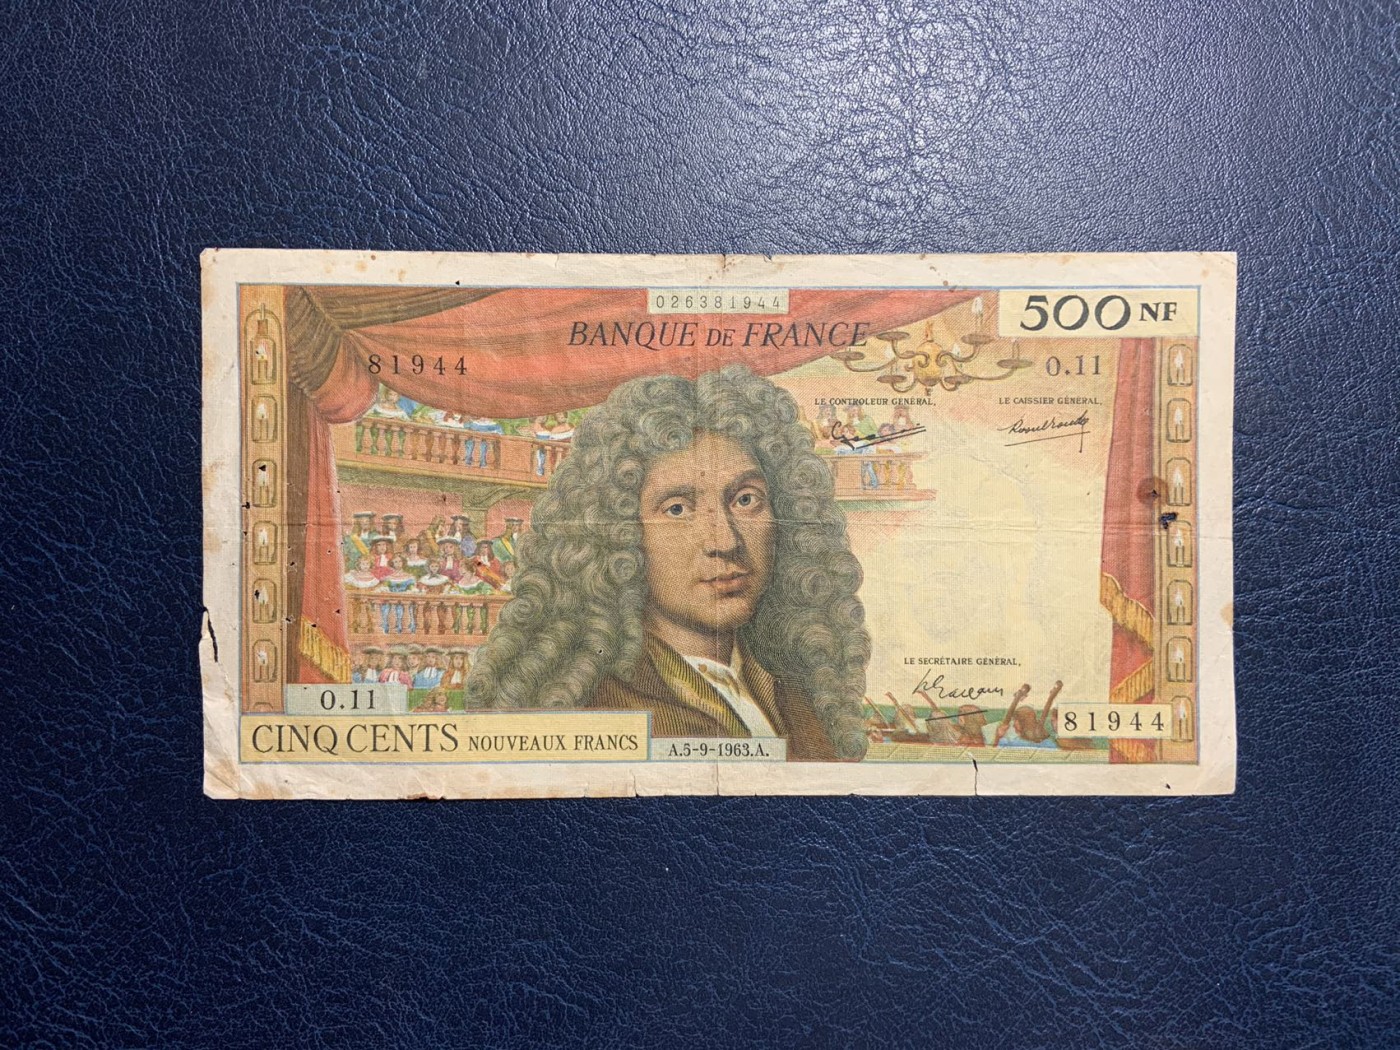 026381944
500 NF
BANQUE DE FRANCE
81944
O.11
LE CONTROLEUR GÉNÉRAL,
LE CAISSIER GÉNÉRAL,
LE SECRÉTAIRE GÉNÉRAL,
O.11
81944
CINQ CENTS NOUVEAUX FRANCS
A.5-9-1963.A.